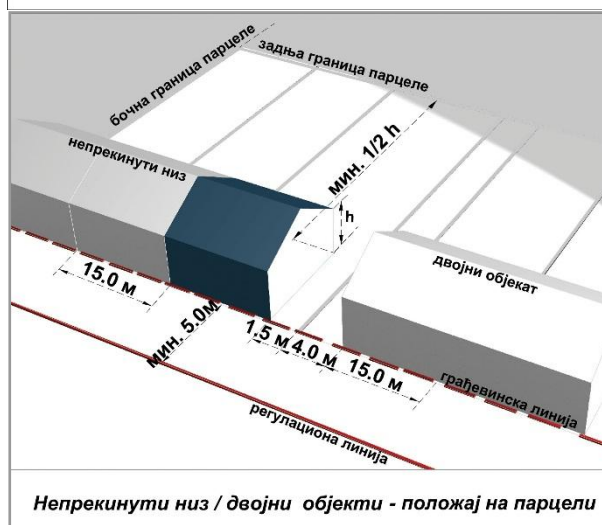 задња граница парцеле
бочна граница парцеле
непрекинути низ
мин. 1/2 h
h
двојни објекат
15.0 м
мин. 5.0м
1.5 м
4.0 м
15.0 м
грађевинска линија
регулациона линија
Непрекинути низ / двојни објекти - положај на парцели